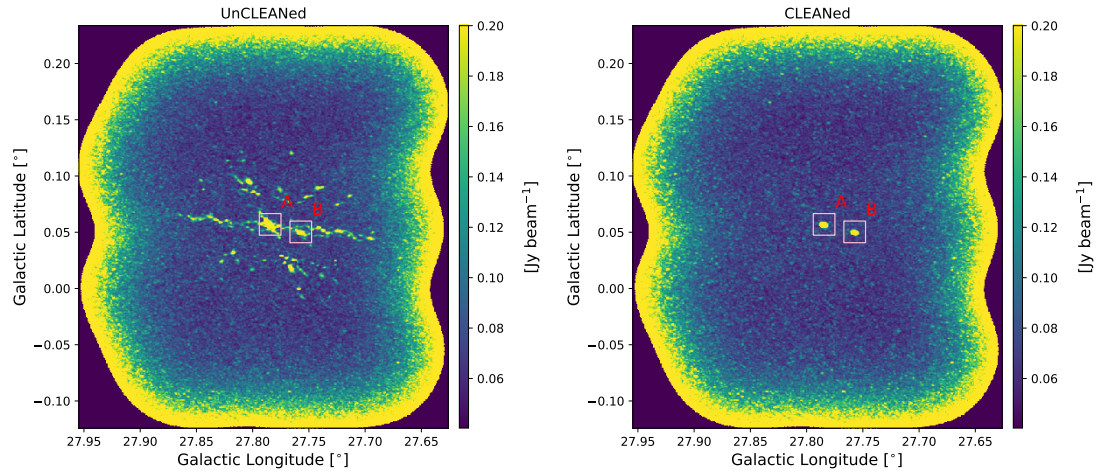 UnCLEANed
0.20
0.15
0.10
0.05
0.00
−0.05
−0.10
Galactic Latitude [°]
A
B
27.95 27.90 27.85 27.80 27.75 27.70 27.65
Galactic Longitude [°]
0.20
0.18
0.16
0.14
0.12
0.10
0.08
0.06
[Jy beam⁻¹]
CLEANed
0.20
0.15
0.10
0.05
0.00
−0.05
−0.10
Galactic Latitude [°]
A
B
27.95 27.90 27.85 27.80 27.75 27.70 27.65
Galactic Longitude [°]
0.20
0.18
0.16
0.14
0.12
0.10
0.08
0.06
[Jy beam⁻¹]